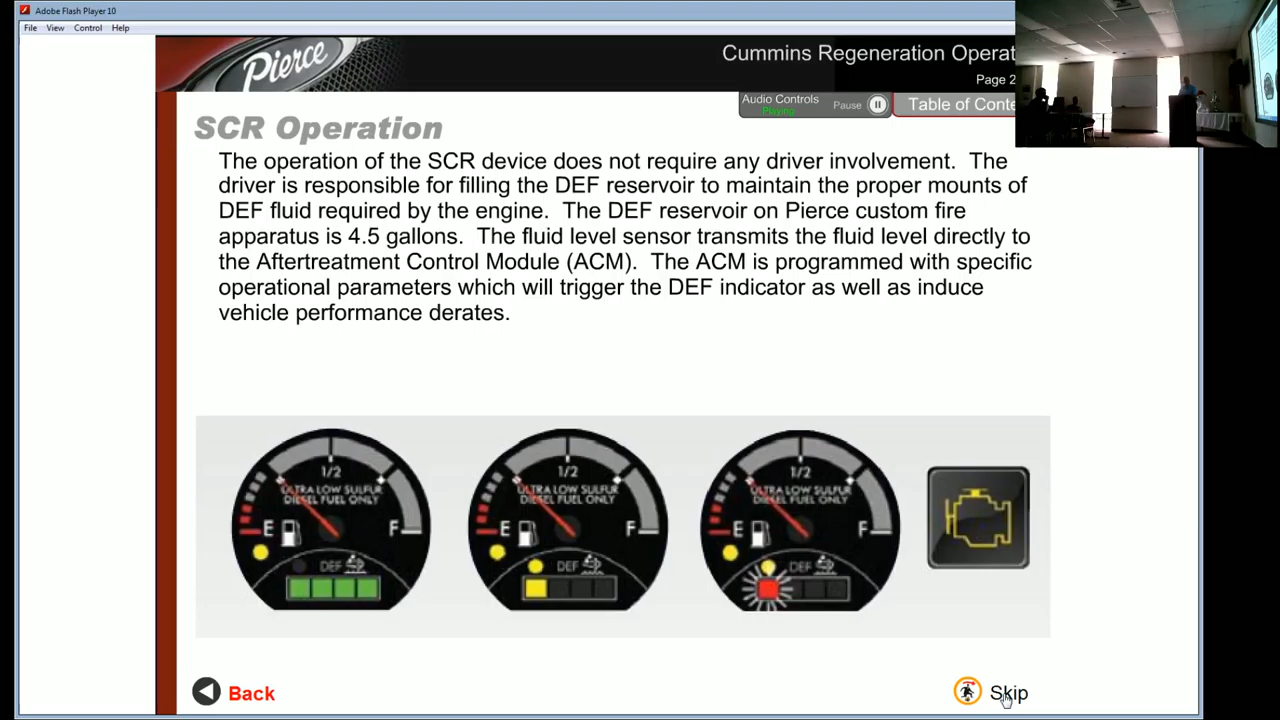 Adobe Flash Player 10
File View Control Help
Pierce
Cummins Regeneration Operat
Page 2
Audio Controls
Playing
Pause
Table of Conte
SCR Operation
The operation of the SCR device does not require any driver involvement. The
driver is responsible for filling the DEF reservoir to maintain the proper mounts of
DEF fluid required by the engine. The DEF reservoir on Pierce custom fire
apparatus is 4.5 gallons. The fluid level sensor transmits the fluid level directly to
the Aftertreatment Control Module (ACM). The ACM is programmed with specific
operational parameters which will trigger the DEF indicator as well as induce
vehicle performance derates.
1/2
ULTRA LOW SULFUR
DIESEL FUEL ONLY
E F
DEF
1/2
ULTRA LOW SULFUR
DIESEL FUEL ONLY
E F
DEF
1/2
ULTRA LOW SULFUR
DIESEL FUEL ONLY
E F
DEF
Back
Skip